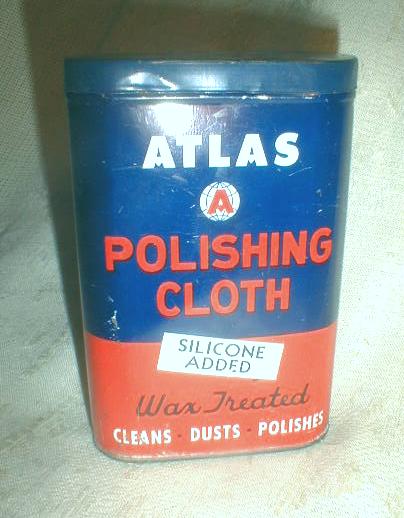 ATLAS
A
POLISHING
CLOTH
SILICONE
ADDED
Wax Treated
CLEANS · DUSTS · POLISHES